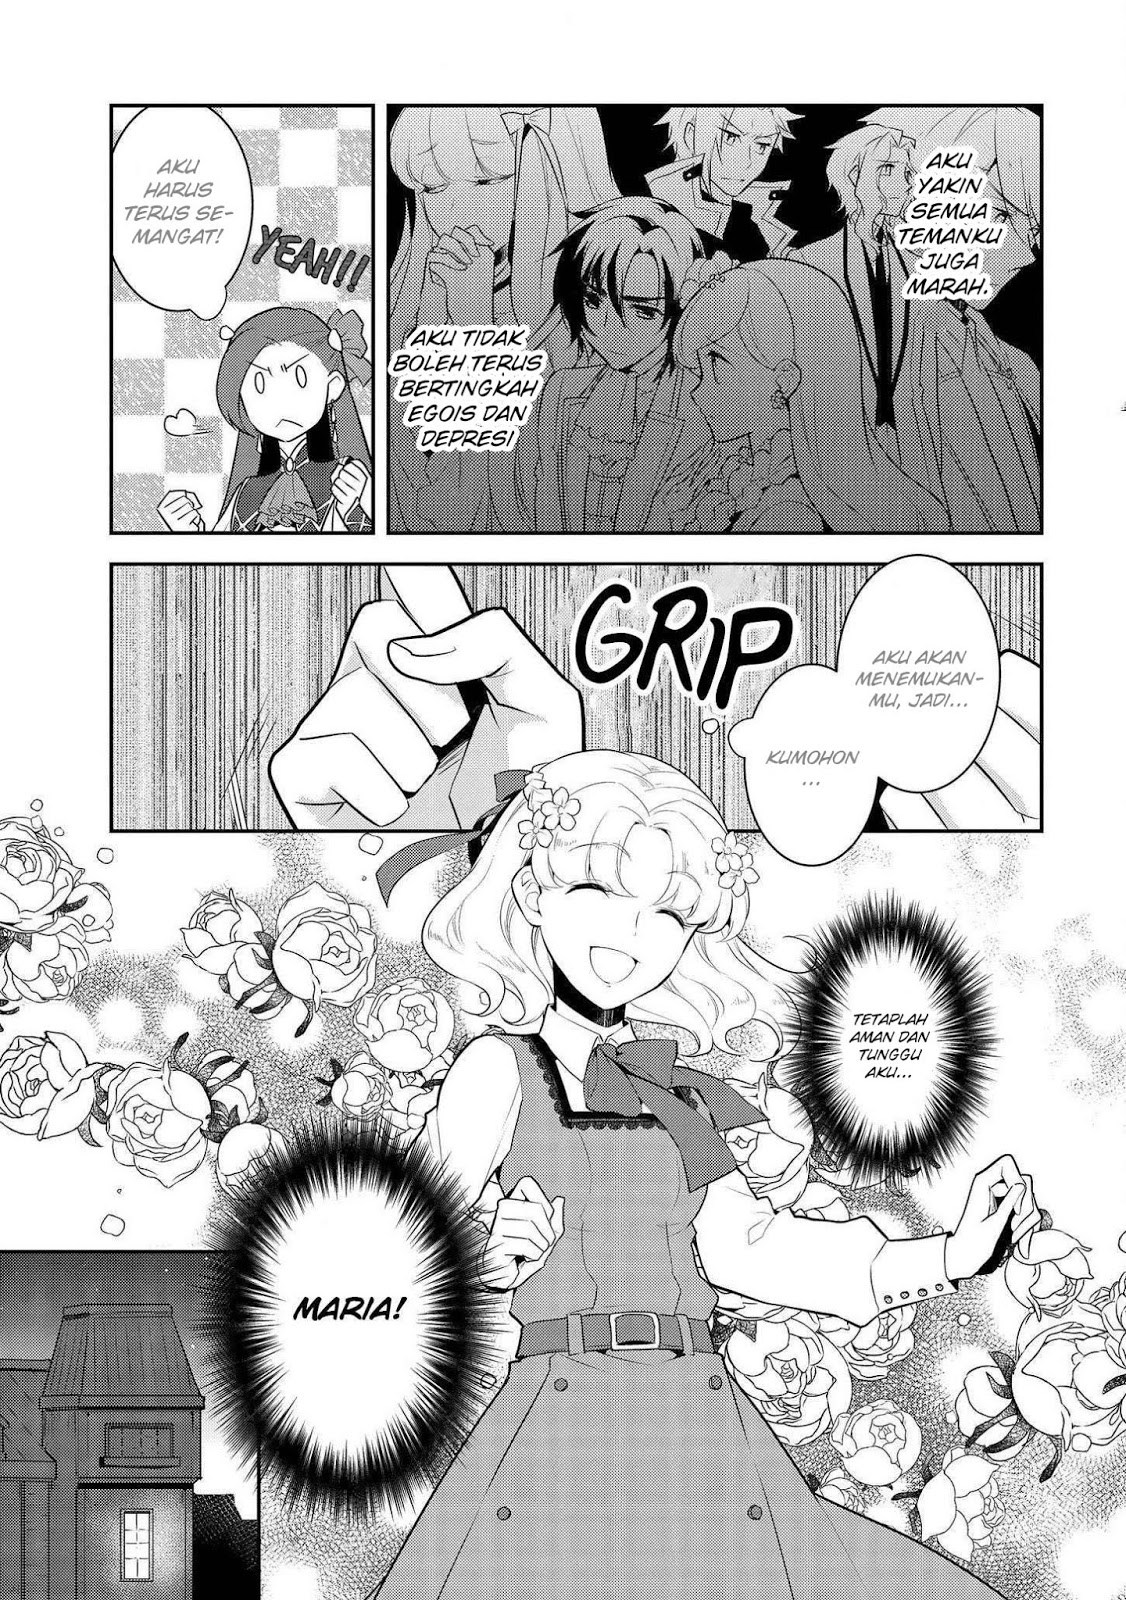 AKU
YAKIN
SEMUA
TEMANKU
JUGA
MARAH.
AKU TIDAK
BOLEH TERUS
BERTINGKAH
EGOIS DAN
DEPRESI
AKU
HARUS
TERUS SE-
MANGAT!
YEAH!!
GRIP
AKU AKAN
MENEMUKAN-
MU, JADI...
KUMOHON
...
TETAPLAH
AMAN DAN
TUNGGU
AKU...
MARIA!